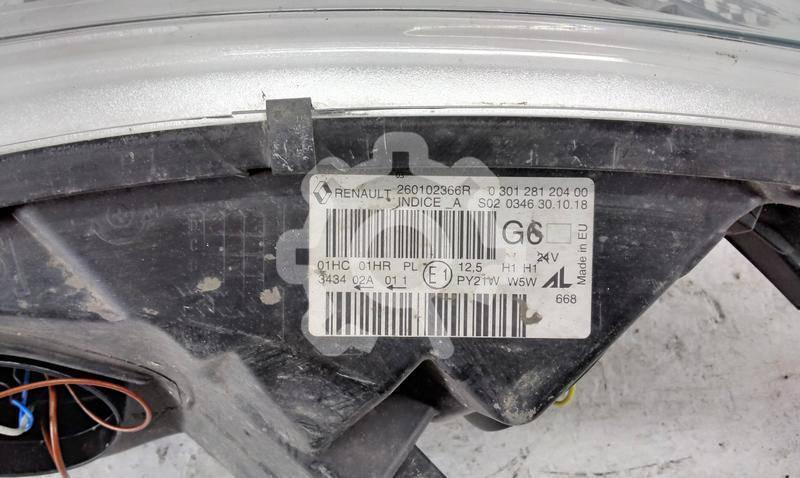 RENAULT 260102366R 0 301 281 204 00
INDICE A S02 0346 30.10.18
G6
24V
01HC 01HR PL 12,5 H1 H1
3434 02A 01 1 E1 PY21W W5W AL
668
Made in EU